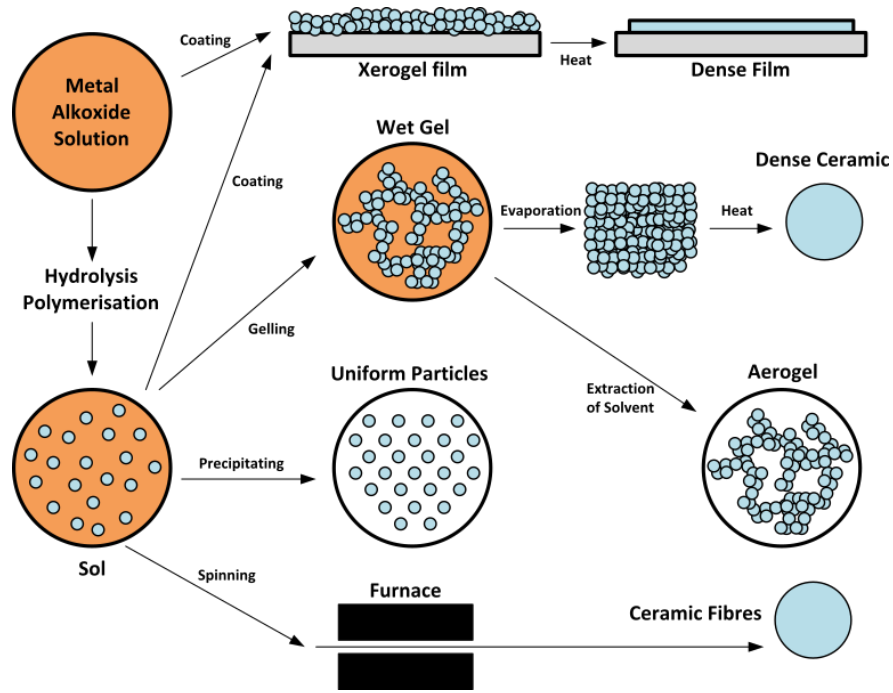 Metal
Alkoxide
Solution
Coating
Xerogel film
Heat
Dense Film
Hydrolysis
Polymerisation
Coating
Wet Gel
Evaporation
Heat
Dense Ceramic
Gelling
Uniform Particles
Extraction
of Solvent
Aerogel
Precipitating
Sol
Spinning
Furnace
Ceramic Fibres